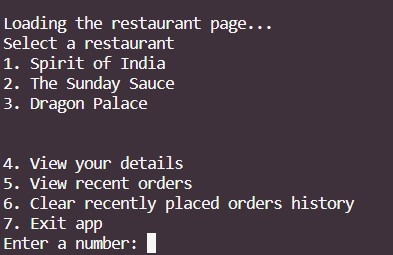 Loading the restaurant page...
Select a restaurant
1. Spirit of India
2. The Sunday Sauce
3. Dragon Palace
4. View your details
5. View recent orders
6. Clear recently placed orders history
7. Exit app
Enter a number: